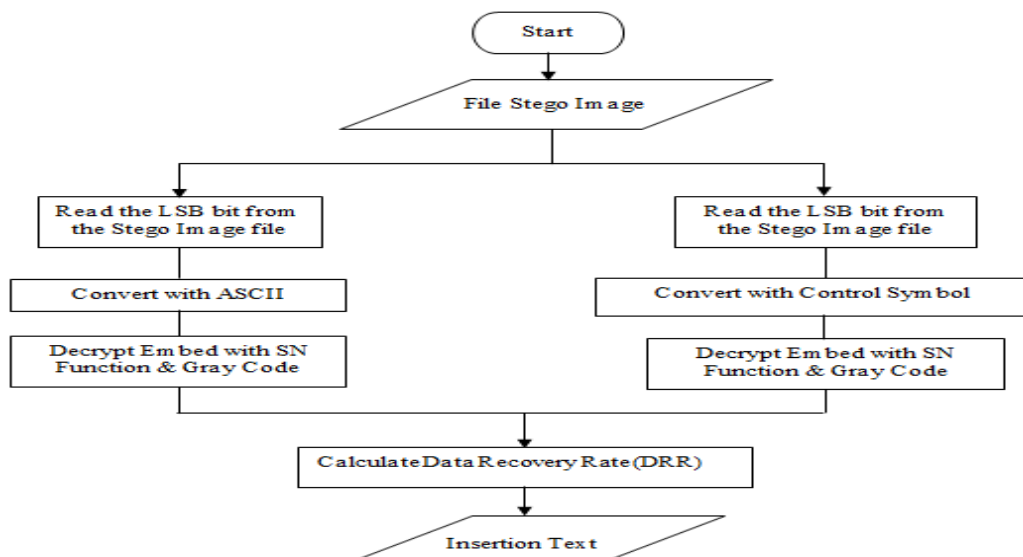 Start
File Stego Image
Read the LSB bit from
the Stego Image file
Convert with ASCII
Decrypt Embed with SN
Function & Gray Code
Read the LSB bit from
the Stego Image file
Convert with Control Symbol
Decrypt Embed with SN
Function & Gray Code
Calculate Data Recovery Rate (DRR)
Insertion Text